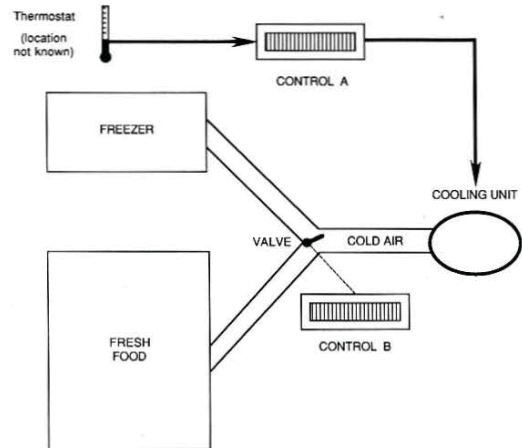 Thermostat
(location
not known)
CONTROL A
FREEZER
COOLING UNIT
VALVE
COLD AIR
FRESH
FOOD
CONTROL B